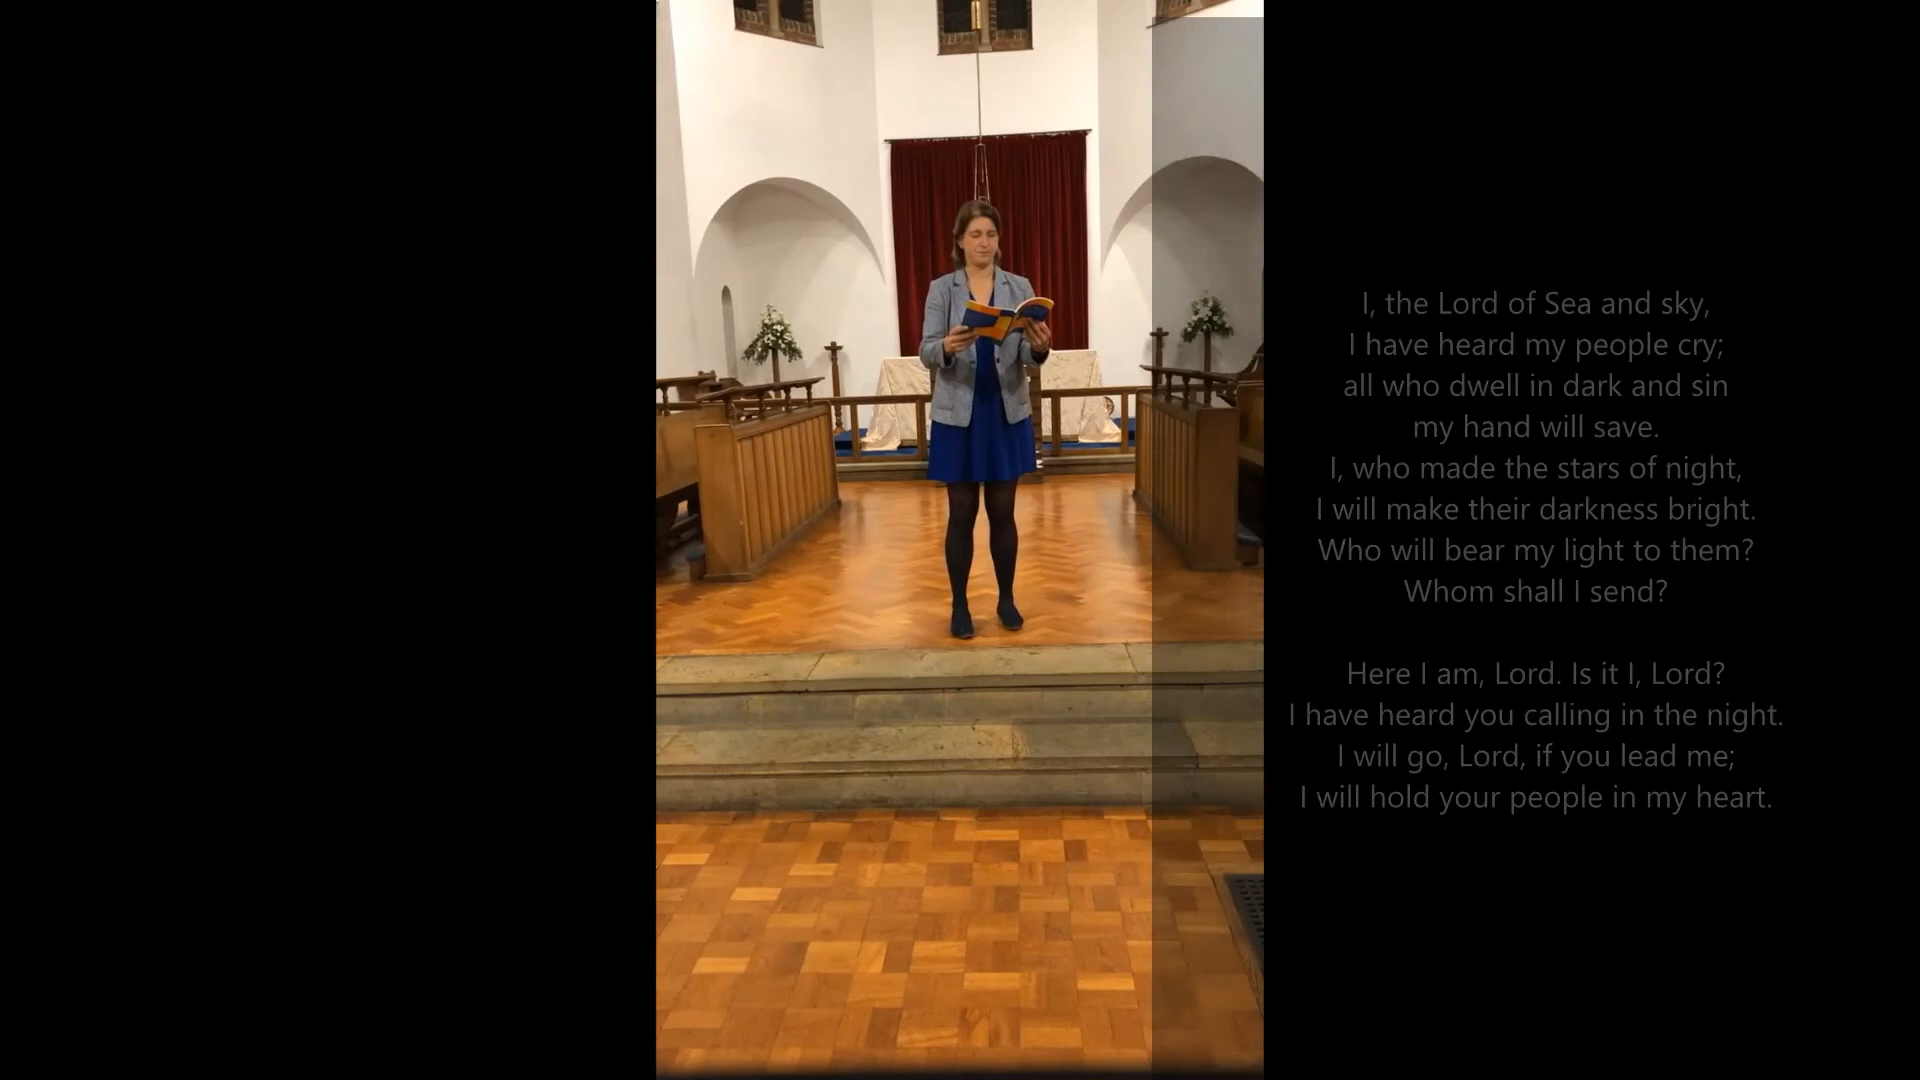 I, the Lord of Sea and sky,
I have heard my people cry;
all who dwell in dark and sin
my hand will save.
I, who made the stars of night,
I will make their darkness bright.
Who will bear my light to them?
Whom shall I send?
Here I am, Lord. Is it I, Lord?
I have heard you calling in the night.
I will go, Lord, if you lead me;
I will hold your people in my heart.